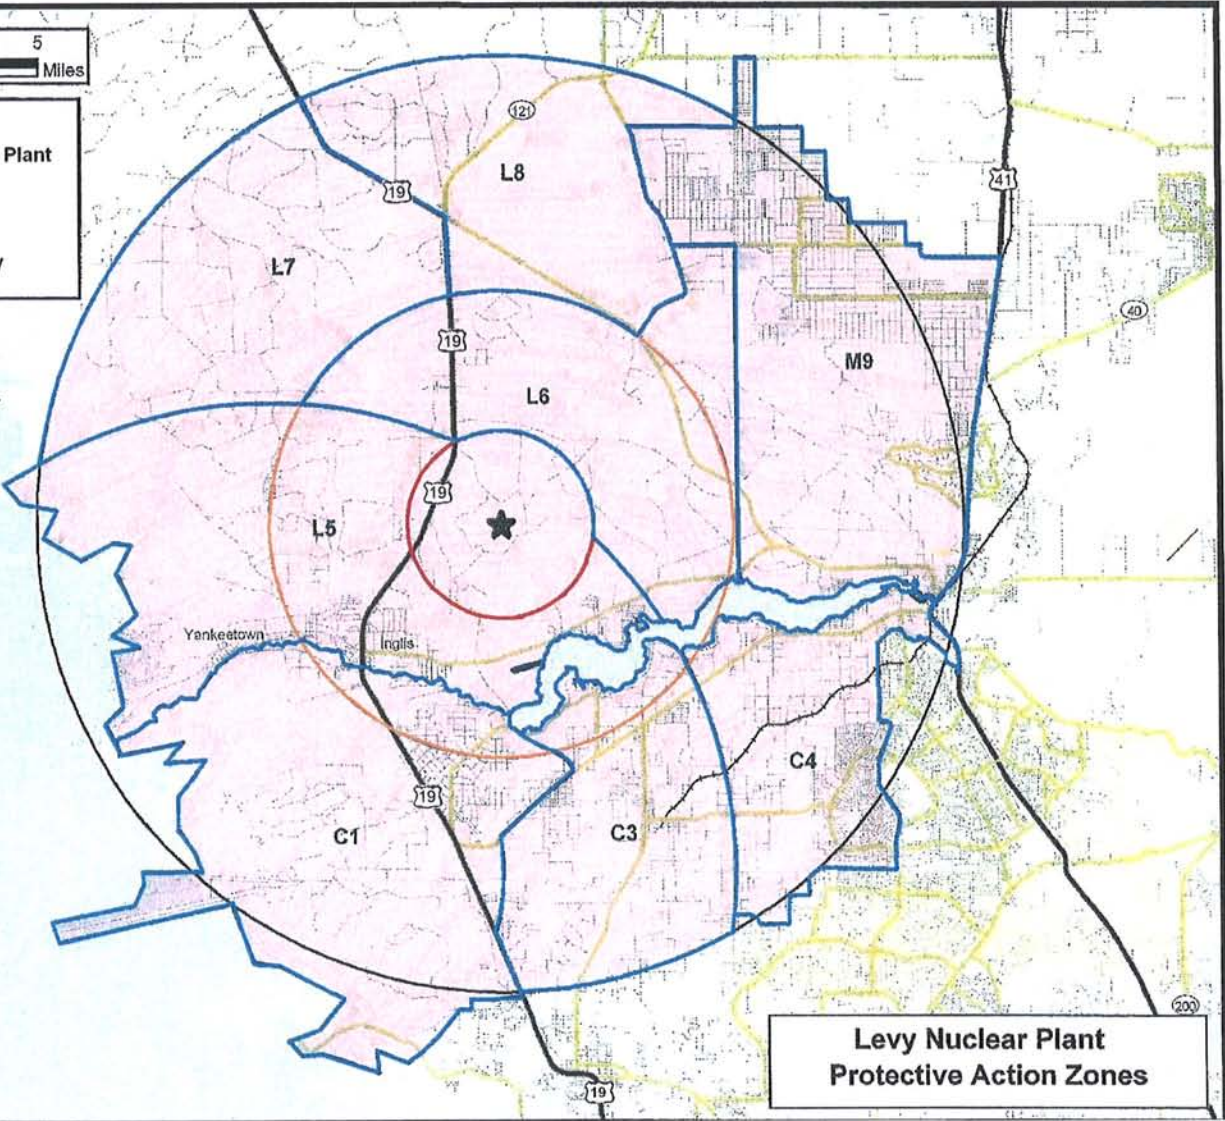 5
Miles
Plant
121
L8
19
41
L7
40
19
M9
L6
19
L5
Yankeetown
Inglis
C4
19
C1
C3
200
Levy Nuclear Plant
Protective Action Zones
19